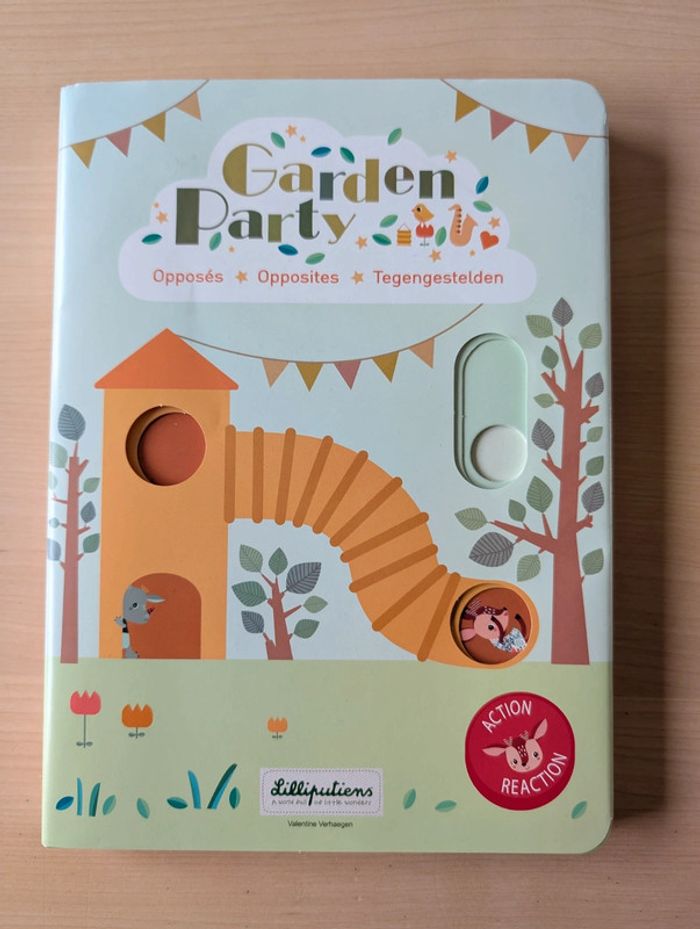 Garden
Party
Opposés ★ Opposites ★ Tegengestelden
ACTION
REACTION
Lilliputiens
A world full of little wonders
Valentine Verhaegen